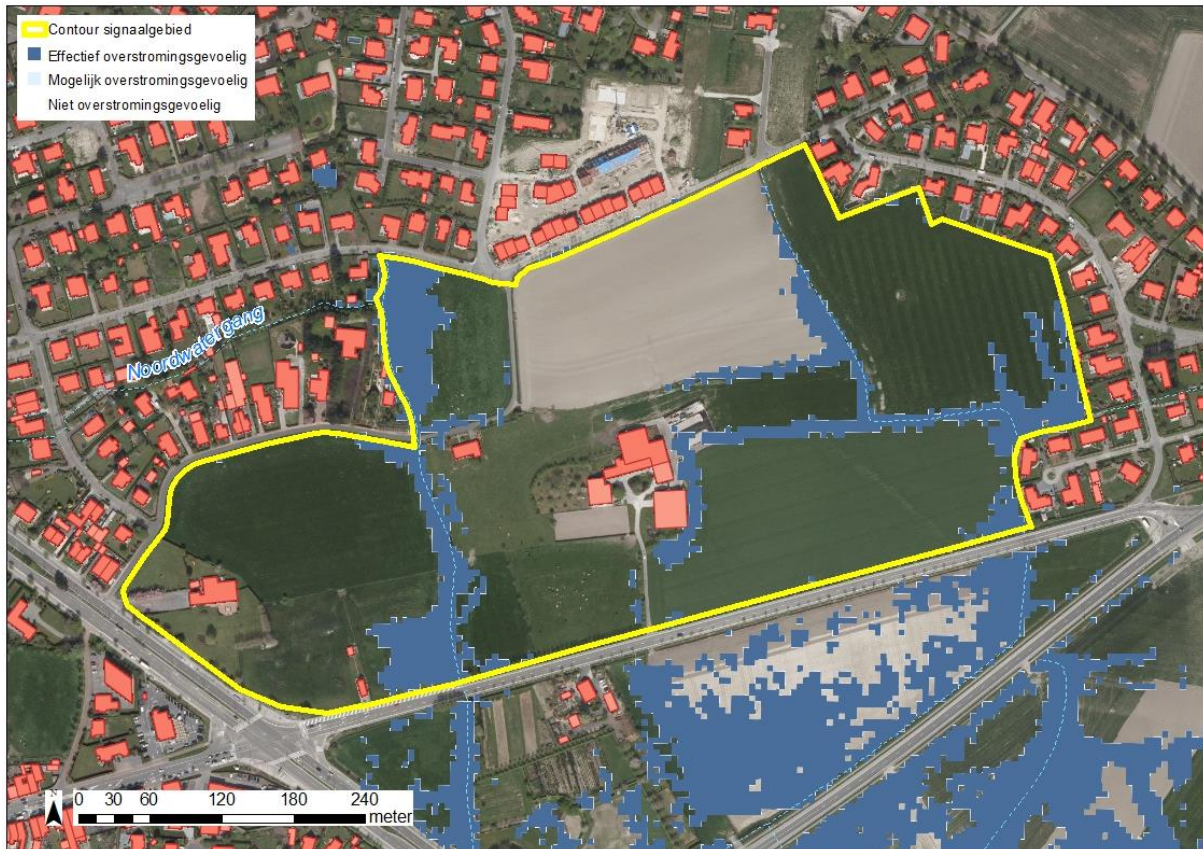 Contour signaalgebied
Effectief overstromingsgevoelig
Mogelijk overstromingsgevoelig
Niet overstromingsgevoelig
Noordwatergang
N
0 30 60 120 180 240
meter